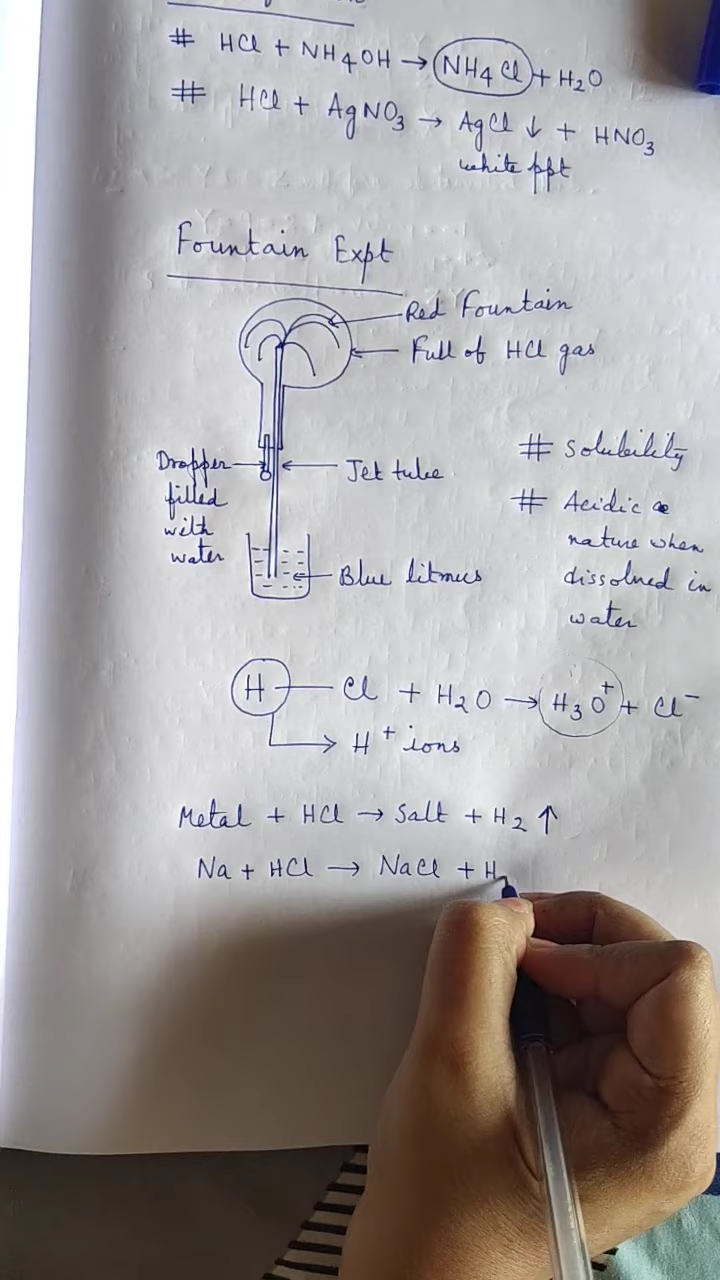 # HCl + NH4OH → NH4Cl + H2O
# HCl + AgNO3 → AgCl ↓ + HNO3
white ppt
Fountain Expt
Red Fountain
Full of HCl gas
Dropper
filled
with
water
Jet tube
Blue litmus
# Solubility
# Acidic
nature when
dissolved in
water
H — Cl + H2O → H3O+ + Cl-
H+ ions
Metal + HCl → Salt + H2 ↑
Na + HCl → NaCl + H